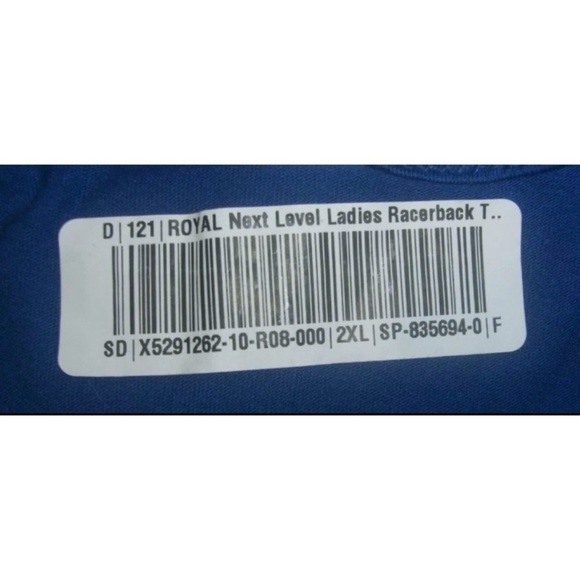 D|121|ROYAL Next Level Ladies Racerback T..
SD|X5291262-10-R08-000|2XL|SP-835694-0|F